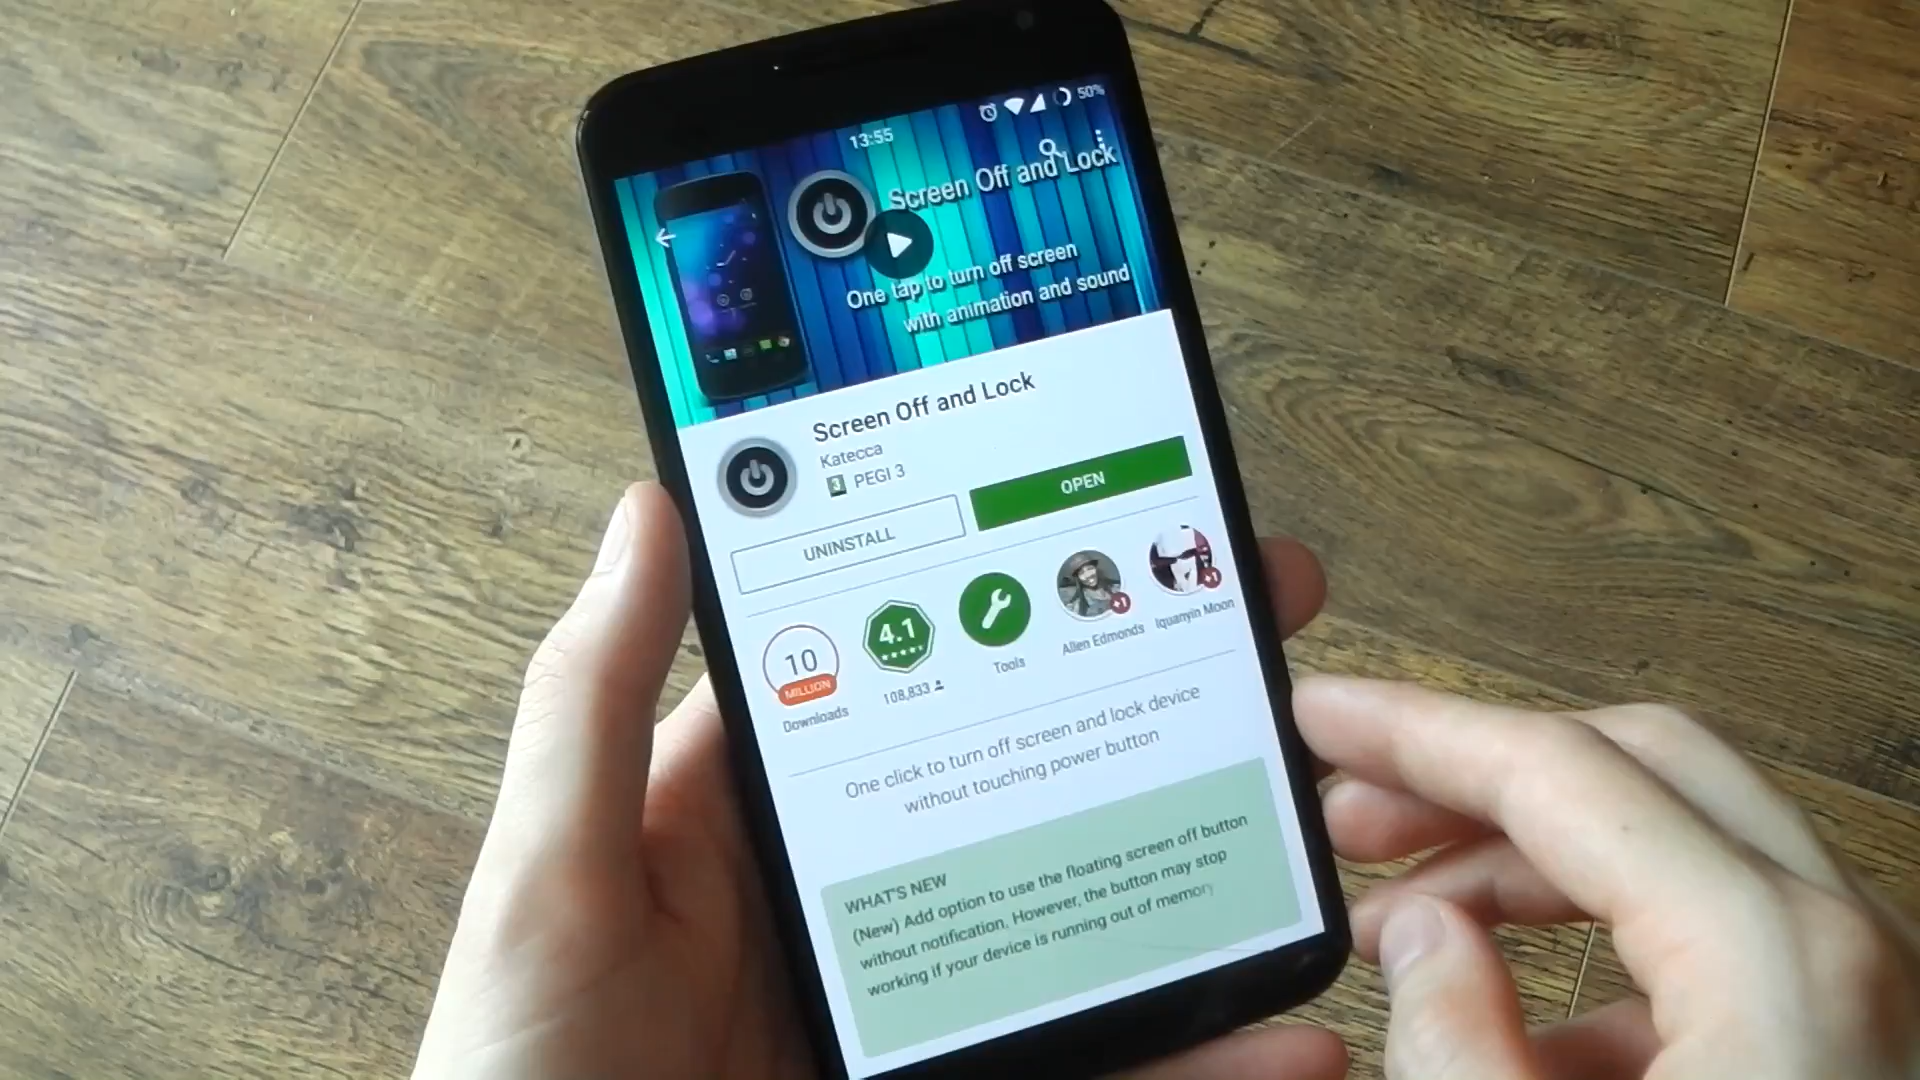 13:55
50%
Screen Off and Lock
One tap to turn off screen
with animation and sound
Screen Off and Lock
Katecca
3 PEGI 3
UNINSTALL
OPEN
10
MILLION
Downloads
4.1
108,833
Tools
+1
Allen Edmonds
+1
Iquanyin Moon
One click to turn off screen and lock device
without touching power button
WHAT'S NEW
(New) Add option to use the floating screen off button
without notification. However, the button may stop
working if your device is running out of memory